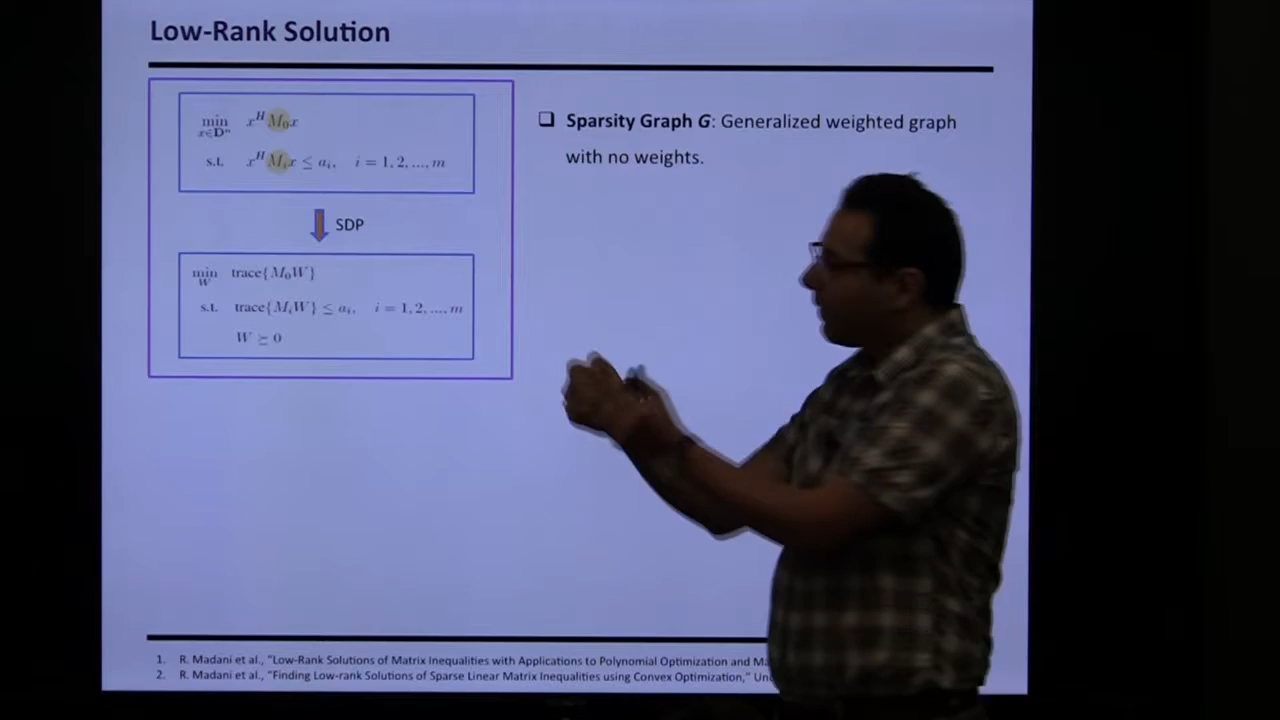 Low-Rank Solution
min x∈Dⁿ xᴴM₀x
s.t. xᴴMᵢx ≤ aᵢ, i = 1, 2, ..., m
SDP
min W trace{M₀W}
s.t. trace{MᵢW} ≤ aᵢ, i = 1, 2, ..., m
W ⪰ 0
❑ Sparsity Graph G: Generalized weighted graph
with no weights.
1. R. Madani et al., "Low-Rank Solutions of Matrix Inequalities with Applications to Polynomial Optimization and
2. R. Madani et al., "Finding Low-rank Solutions of Sparse Linear Matrix Inequalities using Convex Optimization,"